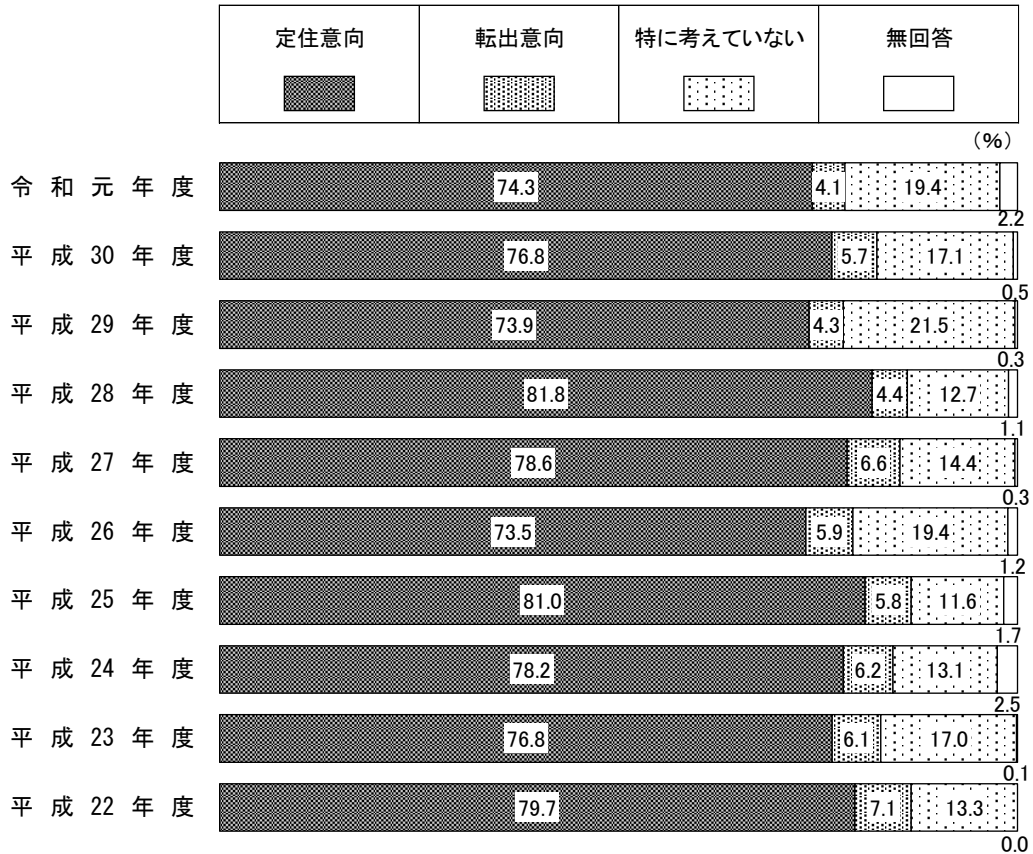 定住意向 転出意向 特に考えていない 無回答
（%）
令和元年度 74.3 4.1 19.4 2.2
平成30年度 76.8 5.7 17.1 0.5
平成29年度 73.9 4.3 21.5 0.3
平成28年度 81.8 4.4 12.7 1.1
平成27年度 78.6 6.6 14.4 0.3
平成26年度 73.5 5.9 19.4 1.2
平成25年度 81.0 5.8 11.6 1.7
平成24年度 78.2 6.2 13.1 2.5
平成23年度 76.8 6.1 17.0 0.1
平成22年度 79.7 7.1 13.3 0.0